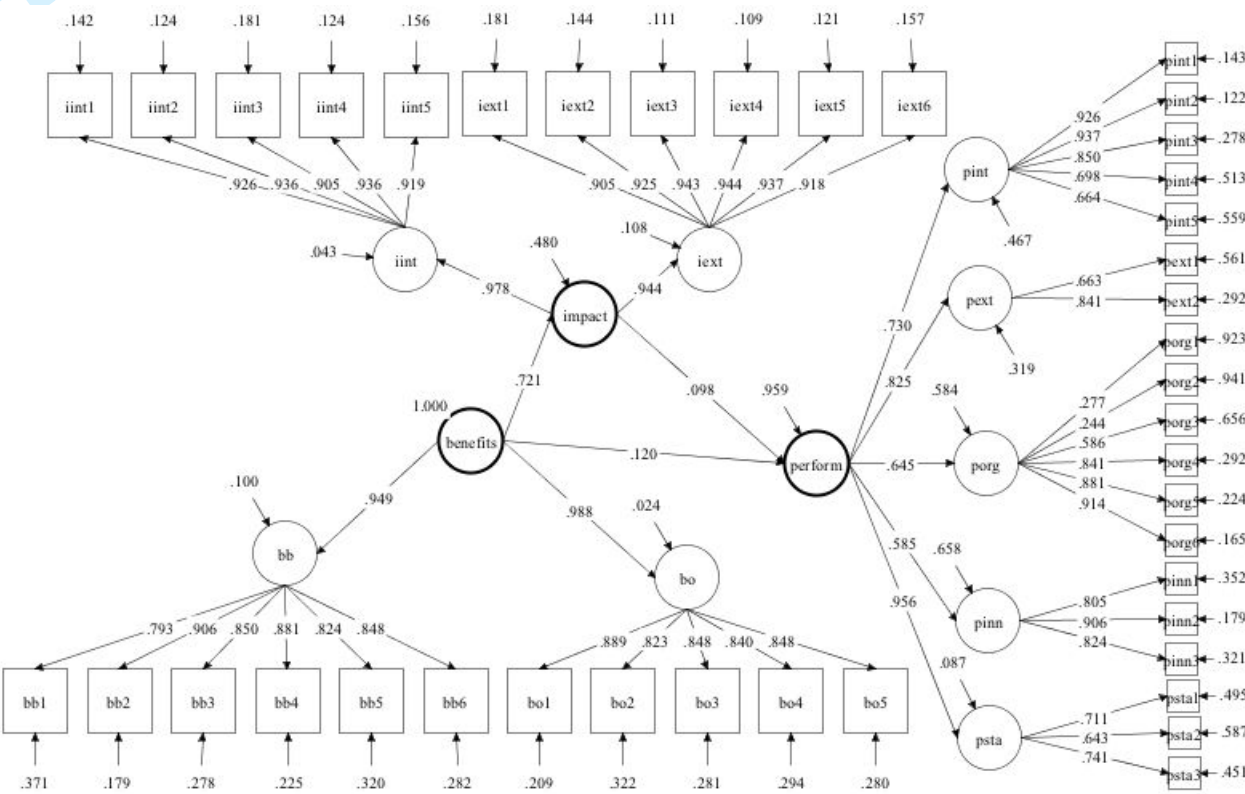 .142 .124 .181 .124 .156 .181 .144 .111 .109 .121 .157
iint1 iint2 iint3 iint4 iint5 iext1 iext2 iext3 iext4 iext5 iext6
.926 .936 .905 .936 .919 .905 .925 .943 .944 .937 .918
.043 iint .480 .108 iext
.978 impact .944
.721 .098
1.000 benefits .120 .959 perform
.949 .988
.100 bb .024 bo
.793 .906 .850 .881 .824 .848 .889 .823 .848 .840 .848
bb1 bb2 bb3 bb4 bb5 bb6 bo1 bo2 bo3 bo4 bo5
.371 .179 .278 .225 .320 .282 .209 .322 .281 .294 .280
.730 .825 .645 .585 .956
pint .467
.926 pint1 .143
.937 pint2 .122
.850 pint3 .278
.698 pint4 .513
.664 pint5 .559
pext .319
.663 pext1 .561
.841 pext2 .292
.584 porg
.277 porg1 .923
.244 porg2 .941
.586 porg3 .656
.841 porg4 .292
.881 porg5 .224
.914 porg6 .165
.658 pinn
.805 pinn1 .352
.906 pinn2 .179
.824 pinn3 .321
.087 psta
.711 psta1 .495
.643 psta2 .587
.741 psta3 .451